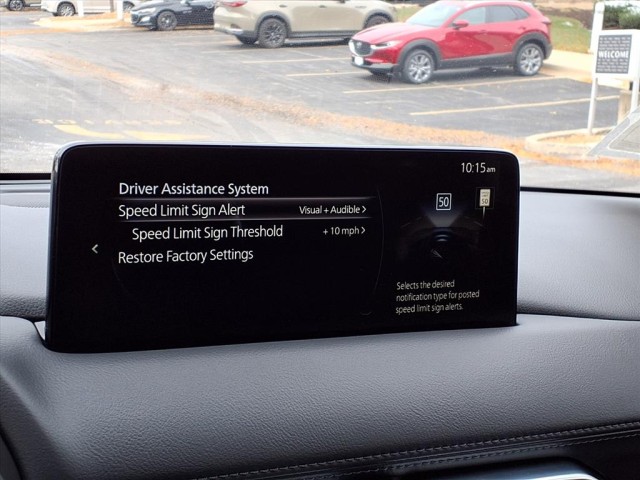 WELCOME
10:15 am
Driver Assistance System
Speed Limit Sign Alert Visual + Audible
Speed Limit Sign Threshold + 10 mph
Restore Factory Settings
50
50
Selects the desired
notification type for posted
speed limit sign alerts.